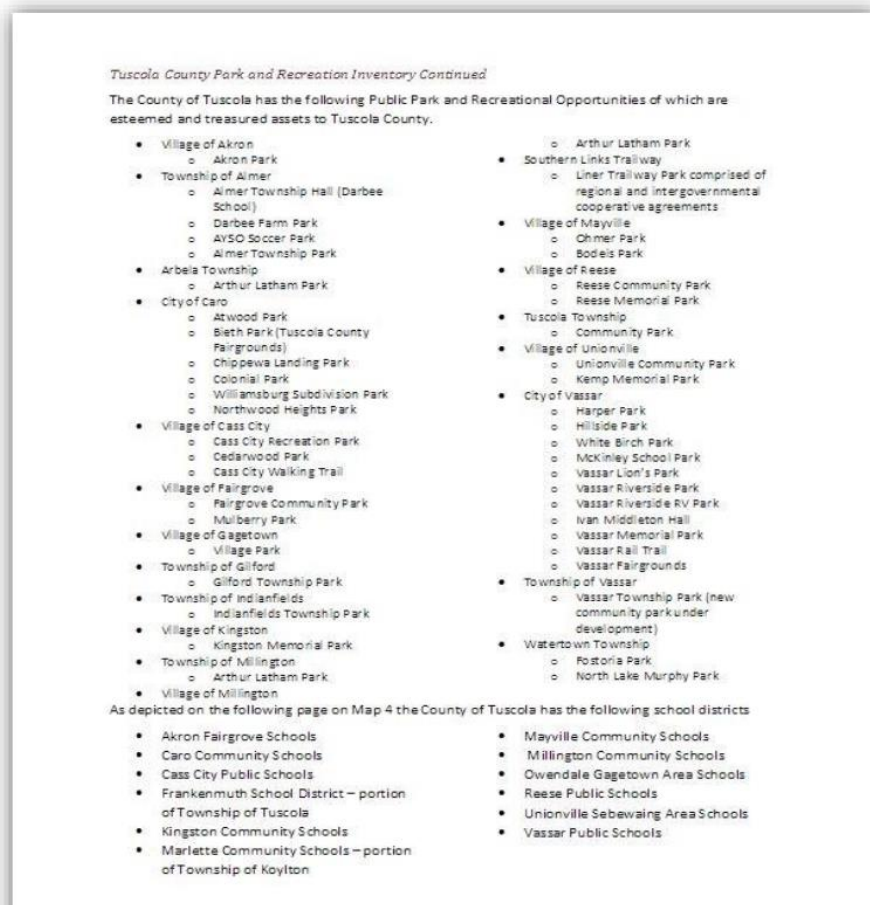 Tuscola County Park and Recreation Inventory Continued
The County of Tuscola has the following Public Park and Recreational Opportunities of which are
esteemed and treasured assets to Tuscola County.
• Village of Akron
o Akron Park
• Township of Almer
o Almer Township Hall (Darbee
School)
o Darbee Farm Park
o AYSO Soccer Park
o Almer Township Park
• Arbela Township
o Arthur Latham Park
• City of Caro
o Atwood Park
o Bieth Park (Tuscola County
Fairgrounds)
o Chippewa Landing Park
o Colonial Park
o Williamsburg Subdivision Park
o Northwood Heights Park
• Village of Cass City
o Cass City Recreation Park
o Cedarwood Park
o Cass City Walking Trail
• Village of Fairgrove
o Fairgrove Community Park
o Mulberry Park
• Village of Gagetown
o Village Park
• Township of Gilford
o Gilford Township Park
• Township of Indianfields
o Indianfields Township Park
• Village of Kingston
o Kingston Memorial Park
• Township of Millington
o Arthur Latham Park
• Village of Millington
o Arthur Latham Park
• Southern Links Trailway
o Liner Trailway Park comprised of
regional and intergovernmental
cooperative agreements
• Village of Mayville
o Ohmer Park
o Bodeis Park
• Village of Reese
o Reese Community Park
o Reese Memorial Park
• Tuscola Township
o Community Park
• Village of Unionville
o Unionville Community Park
o Kemp Memorial Park
• City of Vassar
o Harper Park
o Hillside Park
o White Birch Park
o McKinley School Park
o Vassar Lion's Park
o Vassar Riverside Park
o Vassar Riverside RV Park
o Ivan Middleton Hall
o Vassar Memorial Park
o Vassar Rail Trail
o Vassar Fairgrounds
• Township of Vassar
o Vassar Township Park (new
community park under
development)
• Watertown Township
o Fostoria Park
o North Lake Murphy Park
As depicted on the following page on Map 4 the County of Tuscola has the following school districts
• Akron Fairgrove Schools
• Caro Community Schools
• Cass City Public Schools
• Frankenmuth School District – portion
of Township of Tuscola
• Kingston Community Schools
• Marlette Community Schools – portion
of Township of Koylton
• Mayville Community Schools
• Millington Community Schools
• Owendale Gagetown Area Schools
• Reese Public Schools
• Unionville Sebewaing Area Schools
• Vassar Public Schools